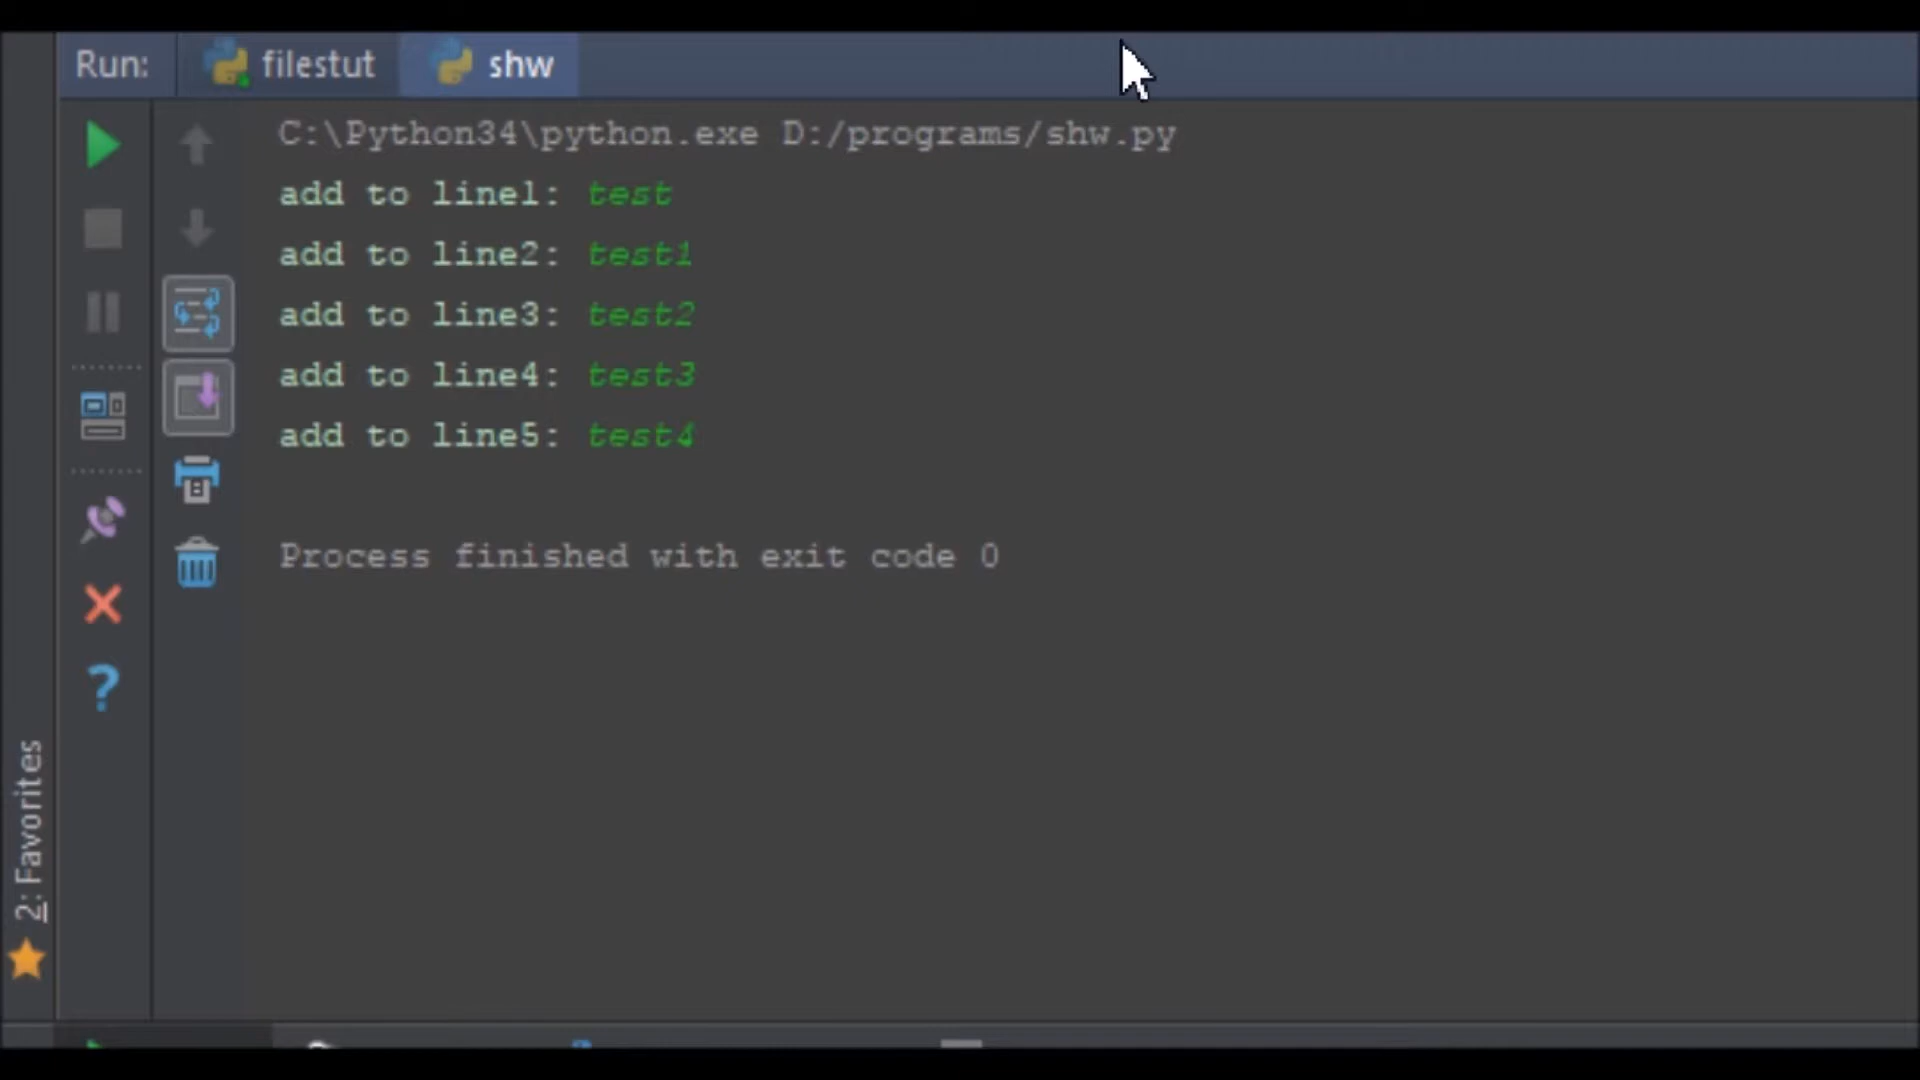 Run: filestut shw
C:\Python34\python.exe D:/programs/shw.py
add to line1: test
add to line2: test1
add to line3: test2
add to line4: test3
add to line5: test4
Process finished with exit code 0
2: Favorites